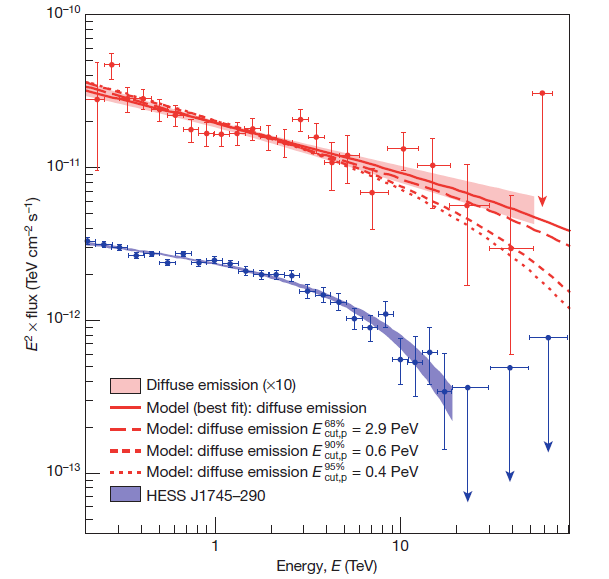 10⁻¹⁰
10⁻¹¹
10⁻¹²
10⁻¹³
E² × flux (TeV cm⁻² s⁻¹)
Diffuse emission (×10)
Model (best fit): diffuse emission
Model: diffuse emission E^68%_cut,p = 2.9 PeV
Model: diffuse emission E^90%_cut,p = 0.6 PeV
Model: diffuse emission E^95%_cut,p = 0.4 PeV
HESS J1745–290
1 10
Energy, E (TeV)